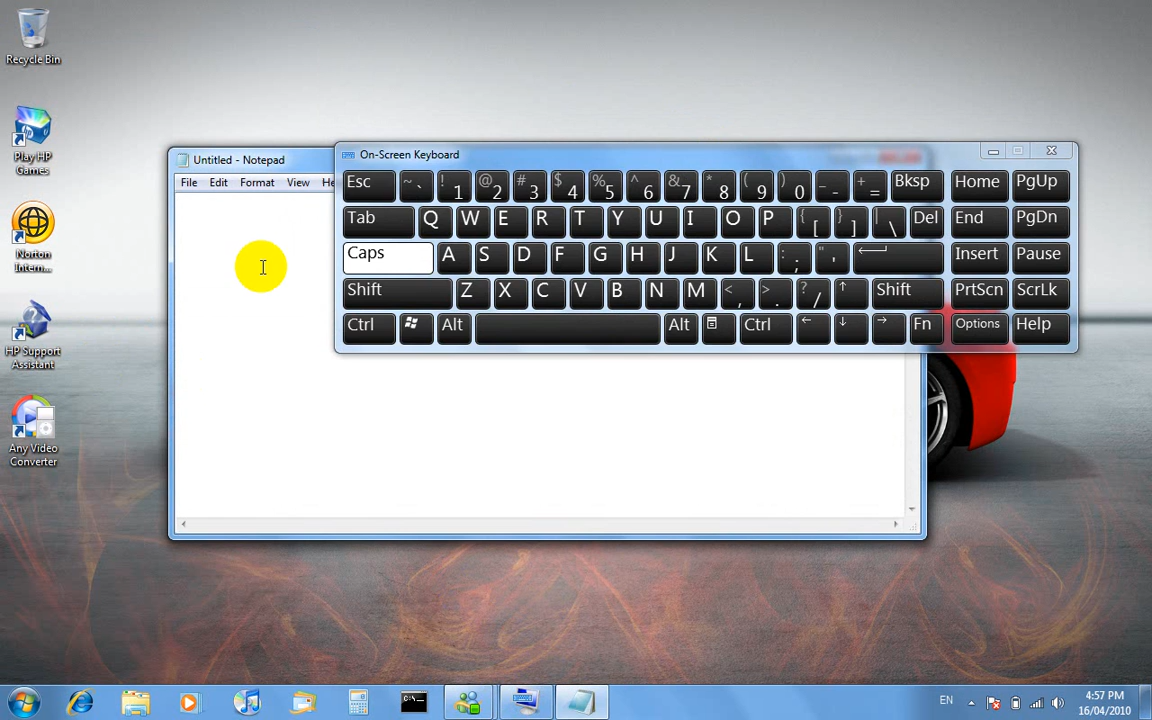 Recycle Bin
Play HP
Games
Norton
Intern...
HP Support
Assistant
Any Video
Converter
Untitled - Notepad
File Edit Format View He
On-Screen Keyboard
Esc ~ ` ! 1 @ 2 # 3 $ 4 % 5 ^ 6 & 7 * 8 ( 9 ) 0 _ - + = Bksp Home PgUp
Tab Q W E R T Y U I O P { [ } ] | \ Del End PgDn
Caps A S D F G H J K L : ; " ' Insert Pause
Shift Z X C V B N M < , > . ? / ↑ Shift PrtScn ScrLk
Ctrl Alt Alt Ctrl ← ↓ → Fn Options Help
EN
4:57 PM
16/04/2010